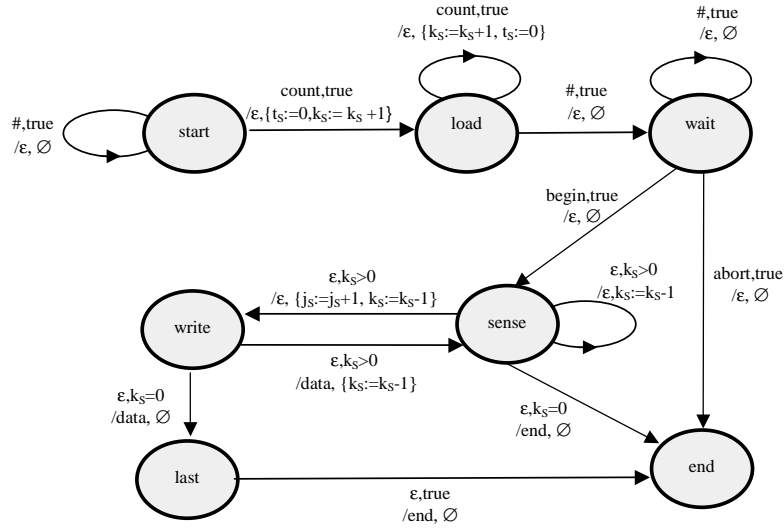 count,true
/ε, {kS:=kS+1, tS:=0}
#,true
/ε, ∅
count,true
/ε,{tS:=0,kS:= kS +1}
#,true
/ε, ∅
start
load
#,true
/ε, ∅
wait
begin,true
/ε, ∅
abort,true
/ε, ∅
ε,kS>0
/ε, {jS:=jS+1, kS:=kS-1}
ε,kS>0
/ε,kS:=kS-1
write
sense
ε,kS>0
/data, {kS:=kS-1}
ε,kS=0
/data, ∅
ε,kS=0
/end, ∅
last
end
ε,true
/end, ∅